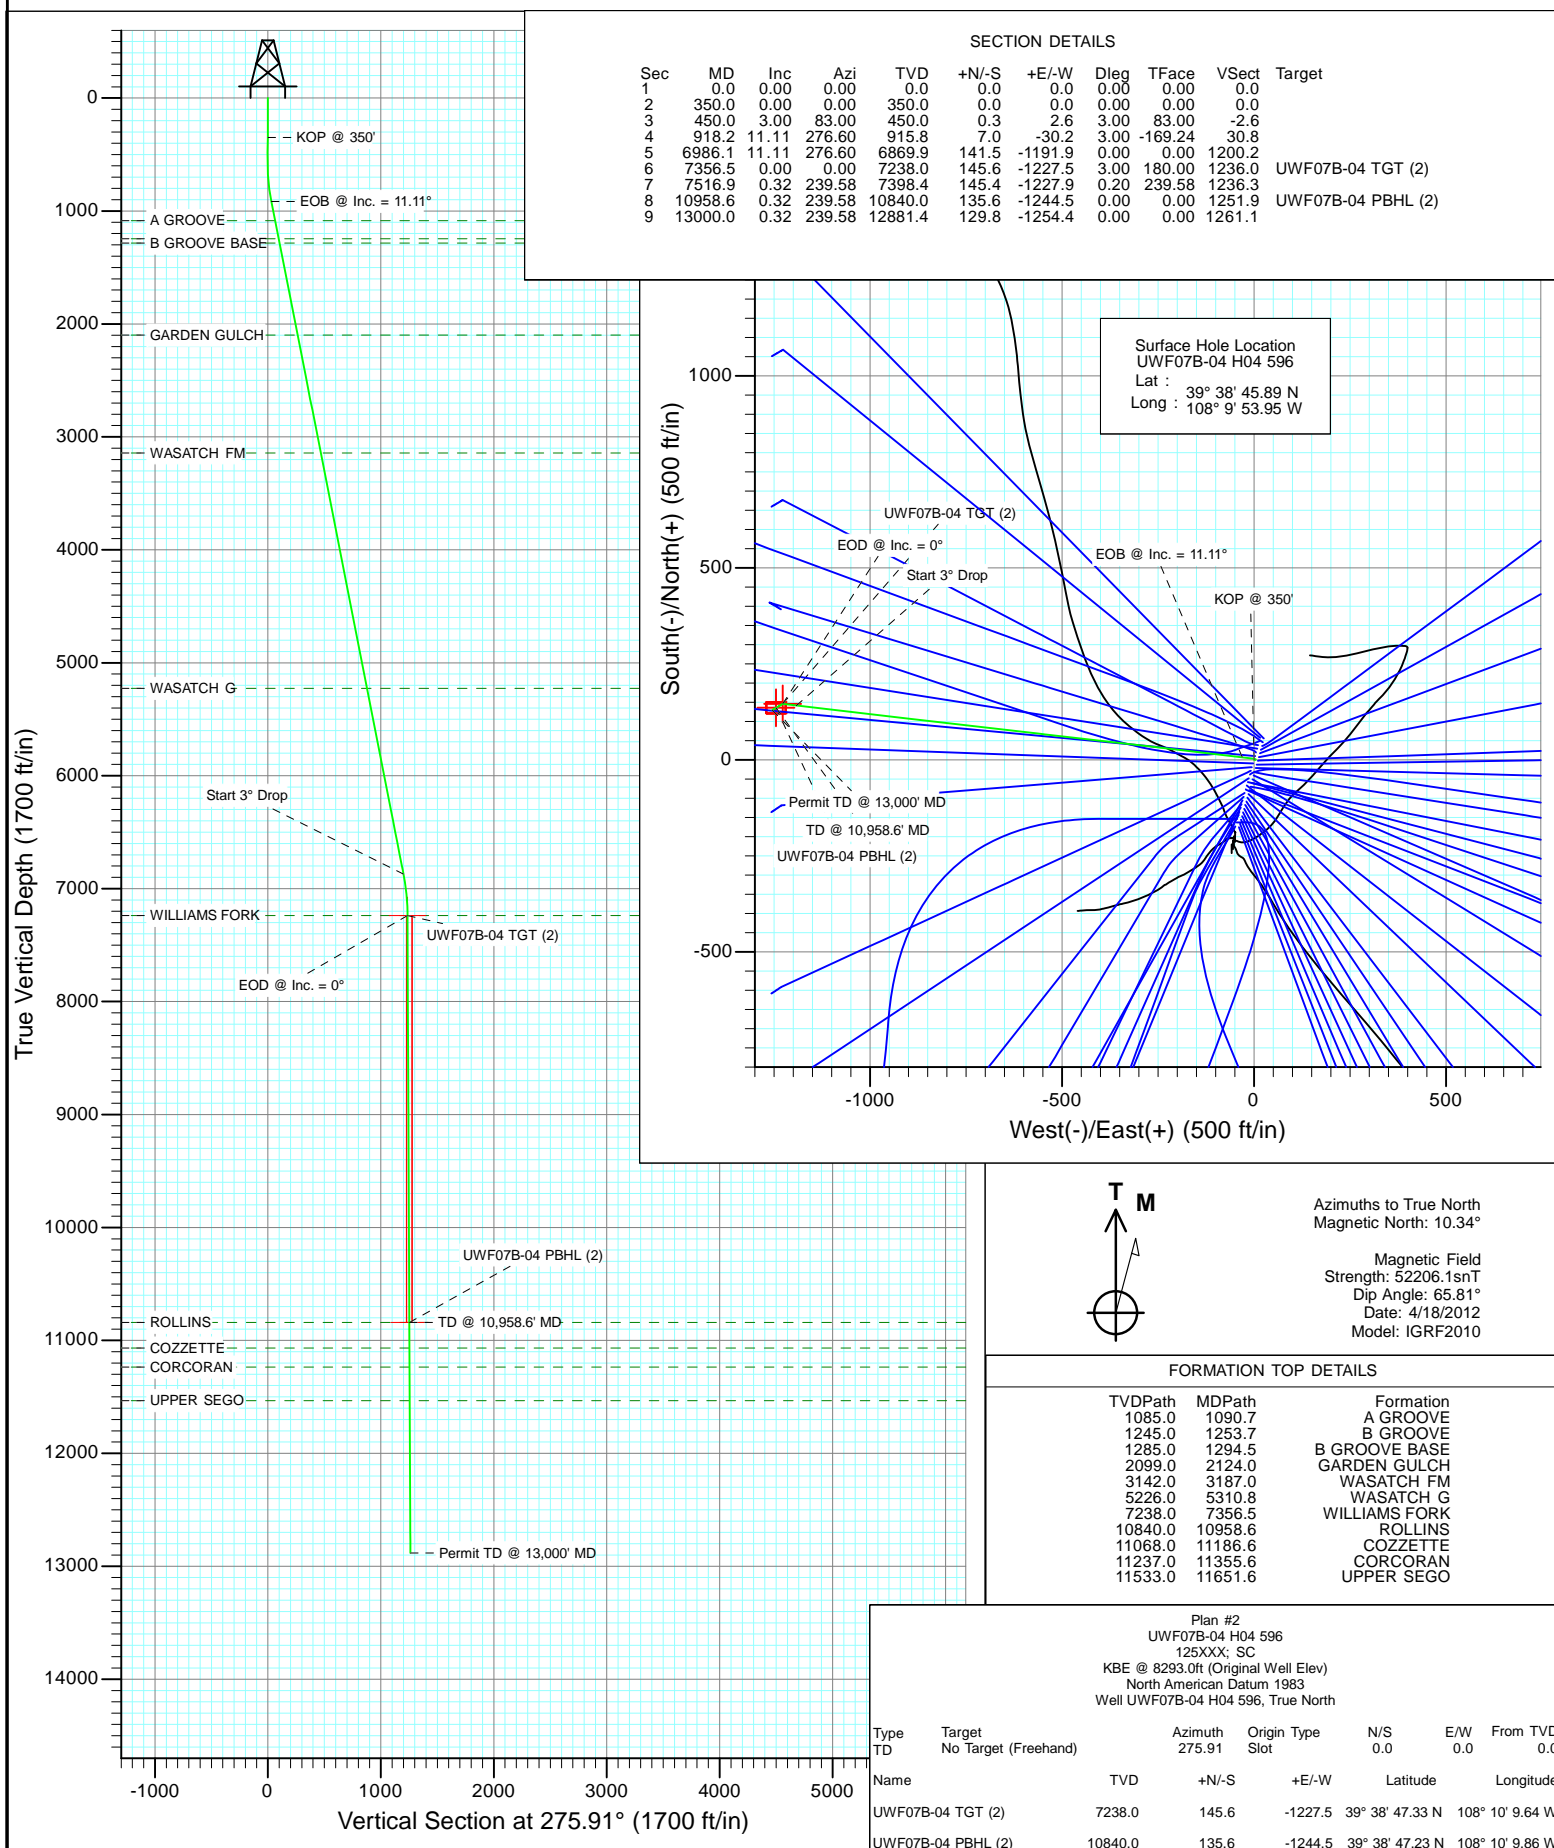 SECTION DETAILS
Sec MD Inc Azi TVD +N/-S +E/-W Dleg TFace VSect Target
1 0.0 0.00 0.00 0.0 0.0 0.0 0.00 0.00 0.0
2 350.0 0.00 0.00 350.0 0.0 0.0 0.00 0.00 0.0
3 450.0 3.00 83.00 450.0 0.3 2.6 3.00 83.00 -2.6
4 918.2 11.11 276.60 915.8 7.0 -30.2 3.00 -169.24 30.8
5 6986.1 11.11 276.60 6869.9 141.5 -1191.9 0.00 0.00 1200.2
6 7356.5 0.00 0.00 7238.0 145.6 -1227.5 3.00 180.00 1236.0 UWF07B-04 TGT (2)
7 7516.9 0.32 239.58 7398.4 145.4 -1227.9 0.20 239.58 1236.3
8 10958.6 0.32 239.58 10840.0 135.6 -1244.5 0.00 0.00 1251.9 UWF07B-04 PBHL (2)
9 13000.0 0.32 239.58 12881.4 129.8 -1254.4 0.00 0.00 1261.1
True Vertical Depth (1700 ft/in)
0
1000
2000
3000
4000
5000
6000
7000
8000
9000
10000
11000
12000
13000
14000
KOP @ 350'
EOB @ Inc. = 11.11°
A GROOVE
B GROOVE BASE
GARDEN GULCH
WASATCH FM
WASATCH G
Start 3° Drop
WILLIAMS FORK
UWF07B-04 TGT (2)
EOD @ Inc. = 0°
UWF07B-04 PBHL (2)
ROLLINS
TD @ 10,958.6' MD
COZZETTE
CORCORAN
UPPER SEGO
Permit TD @ 13,000' MD
-1000 0 1000 2000 3000 4000 5000
Vertical Section at 275.91° (1700 ft/in)
South(-)/North(+) (500 ft/in)
1000
500
0
-500
Surface Hole Location
UWF07B-04 H04 596
Lat : 39° 38' 45.89 N
Long : 108° 9' 53.95 W
UWF07B-04 TGT (2)
EOD @ Inc. = 0°
Start 3° Drop
EOB @ Inc. = 11.11°
KOP @ 350'
Permit TD @ 13,000' MD
TD @ 10,958.6' MD
UWF07B-04 PBHL (2)
-1000 -500 0 500
West(-)/East(+) (500 ft/in)
T M
Azimuths to True North
Magnetic North: 10.34°
Magnetic Field
Strength: 52206.1snT
Dip Angle: 65.81°
Date: 4/18/2012
Model: IGRF2010
FORMATION TOP DETAILS
TVDPath MDPath Formation
1085.0 1090.7 A GROOVE
1245.0 1253.7 B GROOVE
1285.0 1294.5 B GROOVE BASE
2099.0 2124.0 GARDEN GULCH
3142.0 3187.0 WASATCH FM
5226.0 5310.8 WASATCH G
7238.0 7356.5 WILLIAMS FORK
10840.0 10958.6 ROLLINS
11068.0 11186.6 COZZETTE
11237.0 11355.6 CORCORAN
11533.0 11651.6 UPPER SEGO
Plan #2
UWF07B-04 H04 596
125XXX; SC
KBE @ 8293.0ft (Original Well Elev)
North American Datum 1983
Well UWF07B-04 H04 596, True North
Type Target Azimuth Origin Type N/S E/W From TVD
TD No Target (Freehand) 275.91 Slot 0.0 0.0 0.0
Name TVD +N/-S +E/-W Latitude Longitude
UWF07B-04 TGT (2) 7238.0 145.6 -1227.5 39° 38' 47.33 N 108° 10' 9.64 W
UWF07B-04 PBHL (2) 10840.0 135.6 -1244.5 39° 38' 47.23 N 108° 10' 9.86 W